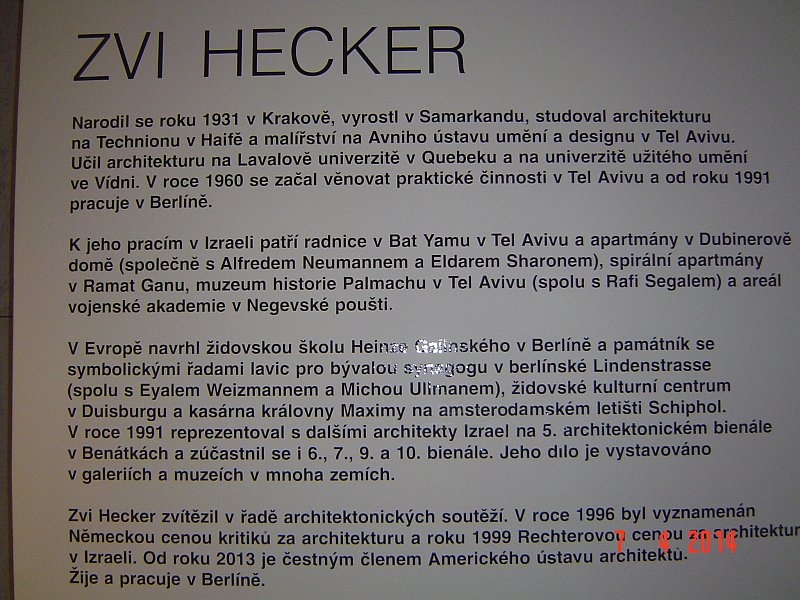 ZVI HECKER
Narodil se roku 1931 v Krakově, vyrostl v Samarkandu, studoval architekturu
na Technionu v Haifě a malířství na Avniho ústavu umění a designu v Tel Avivu.
Učil architekturu na Lavalově univerzitě v Quebeku a na univerzitě užitého umění
ve Vídni. V roce 1960 se začal věnovat praktické činnosti v Tel Avivu a od roku 1991
pracuje v Berlíně.
K jeho pracím v Izraeli patří radnice v Bat Yamu v Tel Avivu a apartmány v Dubinerově
domě (společně s Alfredem Neumannem a Eldarem Sharonem), spirální apartmány
v Ramat Ganu, muzeum historie Palmachu v Tel Avivu (spolu s Rafi Segalem) a areál
vojenské akademie v Negevské poušti.
V Evropě navrhl židovskou školu Heinze Galinského v Berlíně a památník se
symbolickými řadami lavic pro bývalou synagogu v berlínské Lindenstrasse
(spolu s Eyalem Weizmannem a Michou Ullmanem), židovské kulturní centrum
v Duisburgu a kasárna královny Maximy na amsterodamském letišti Schiphol.
V roce 1991 reprezentoval s dalšími architekty Izrael na 5. architektonickém bienále
v Benátkách a zúčastnil se i 6., 7., 9. a 10. bienále. Jeho dílo je vystavováno
v galeriích a muzeích v mnoha zemích.
Zvi Hecker zvítězil v řadě architektonických soutěží. V roce 1996 byl vyznamenán
Německou cenou kritiků za architekturu a roku 1999 Rechterovou cenou za architektur
v Izraeli. Od roku 2013 je čestným členem Amerického ústavu architektů.
Žije a pracuje v Berlíně.
7 4 2014